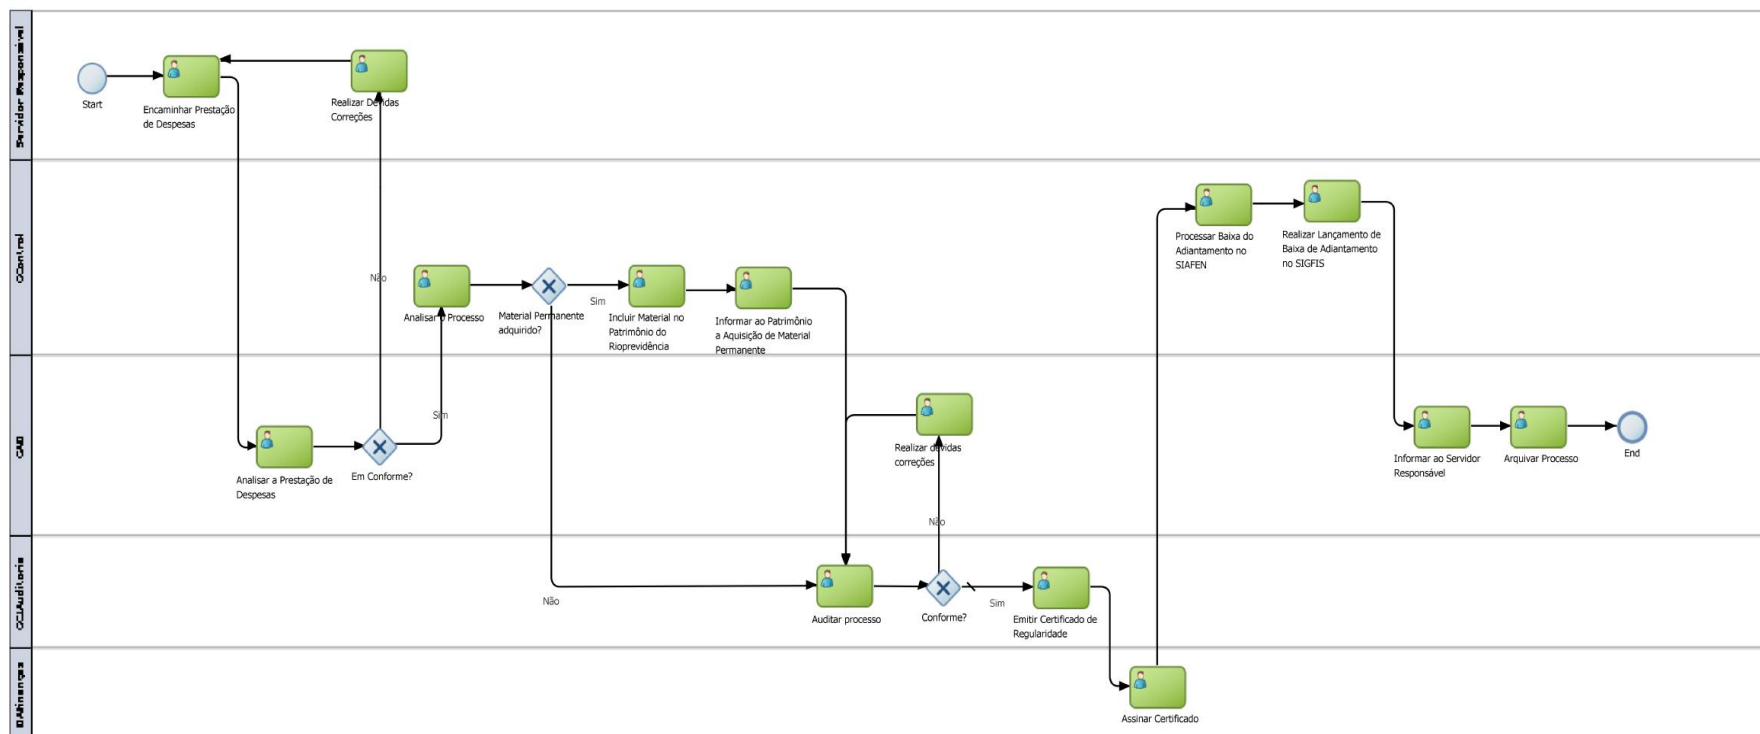 Servidor Responsável
Start
Encaminhar Prestação
de Despesas
Realizar Devidas
Correções
GControl
Não
Analisar o Processo
Material Permanente
adquirido?
Sim
Incluir Material no
Patrimônio do
Rioprevidência
Informar ao Patrimônio
a Aquisição de Material
Permanente
Processar Baixa do
Adiantamento no
SIAFEN
Realizar Lançamento de
Baixa de Adiantamento
no SIGFIS
Sim
Analisar a Prestação de
Despesas
Em Conforme?
Realizar devidas
correções
Não
Informar ao Servidor
Responsável
Arquivar Processo
End
Não
Auditar processo
Conforme?
Sim
Emitir Certificado de
Regularidade
Assinar Certificado